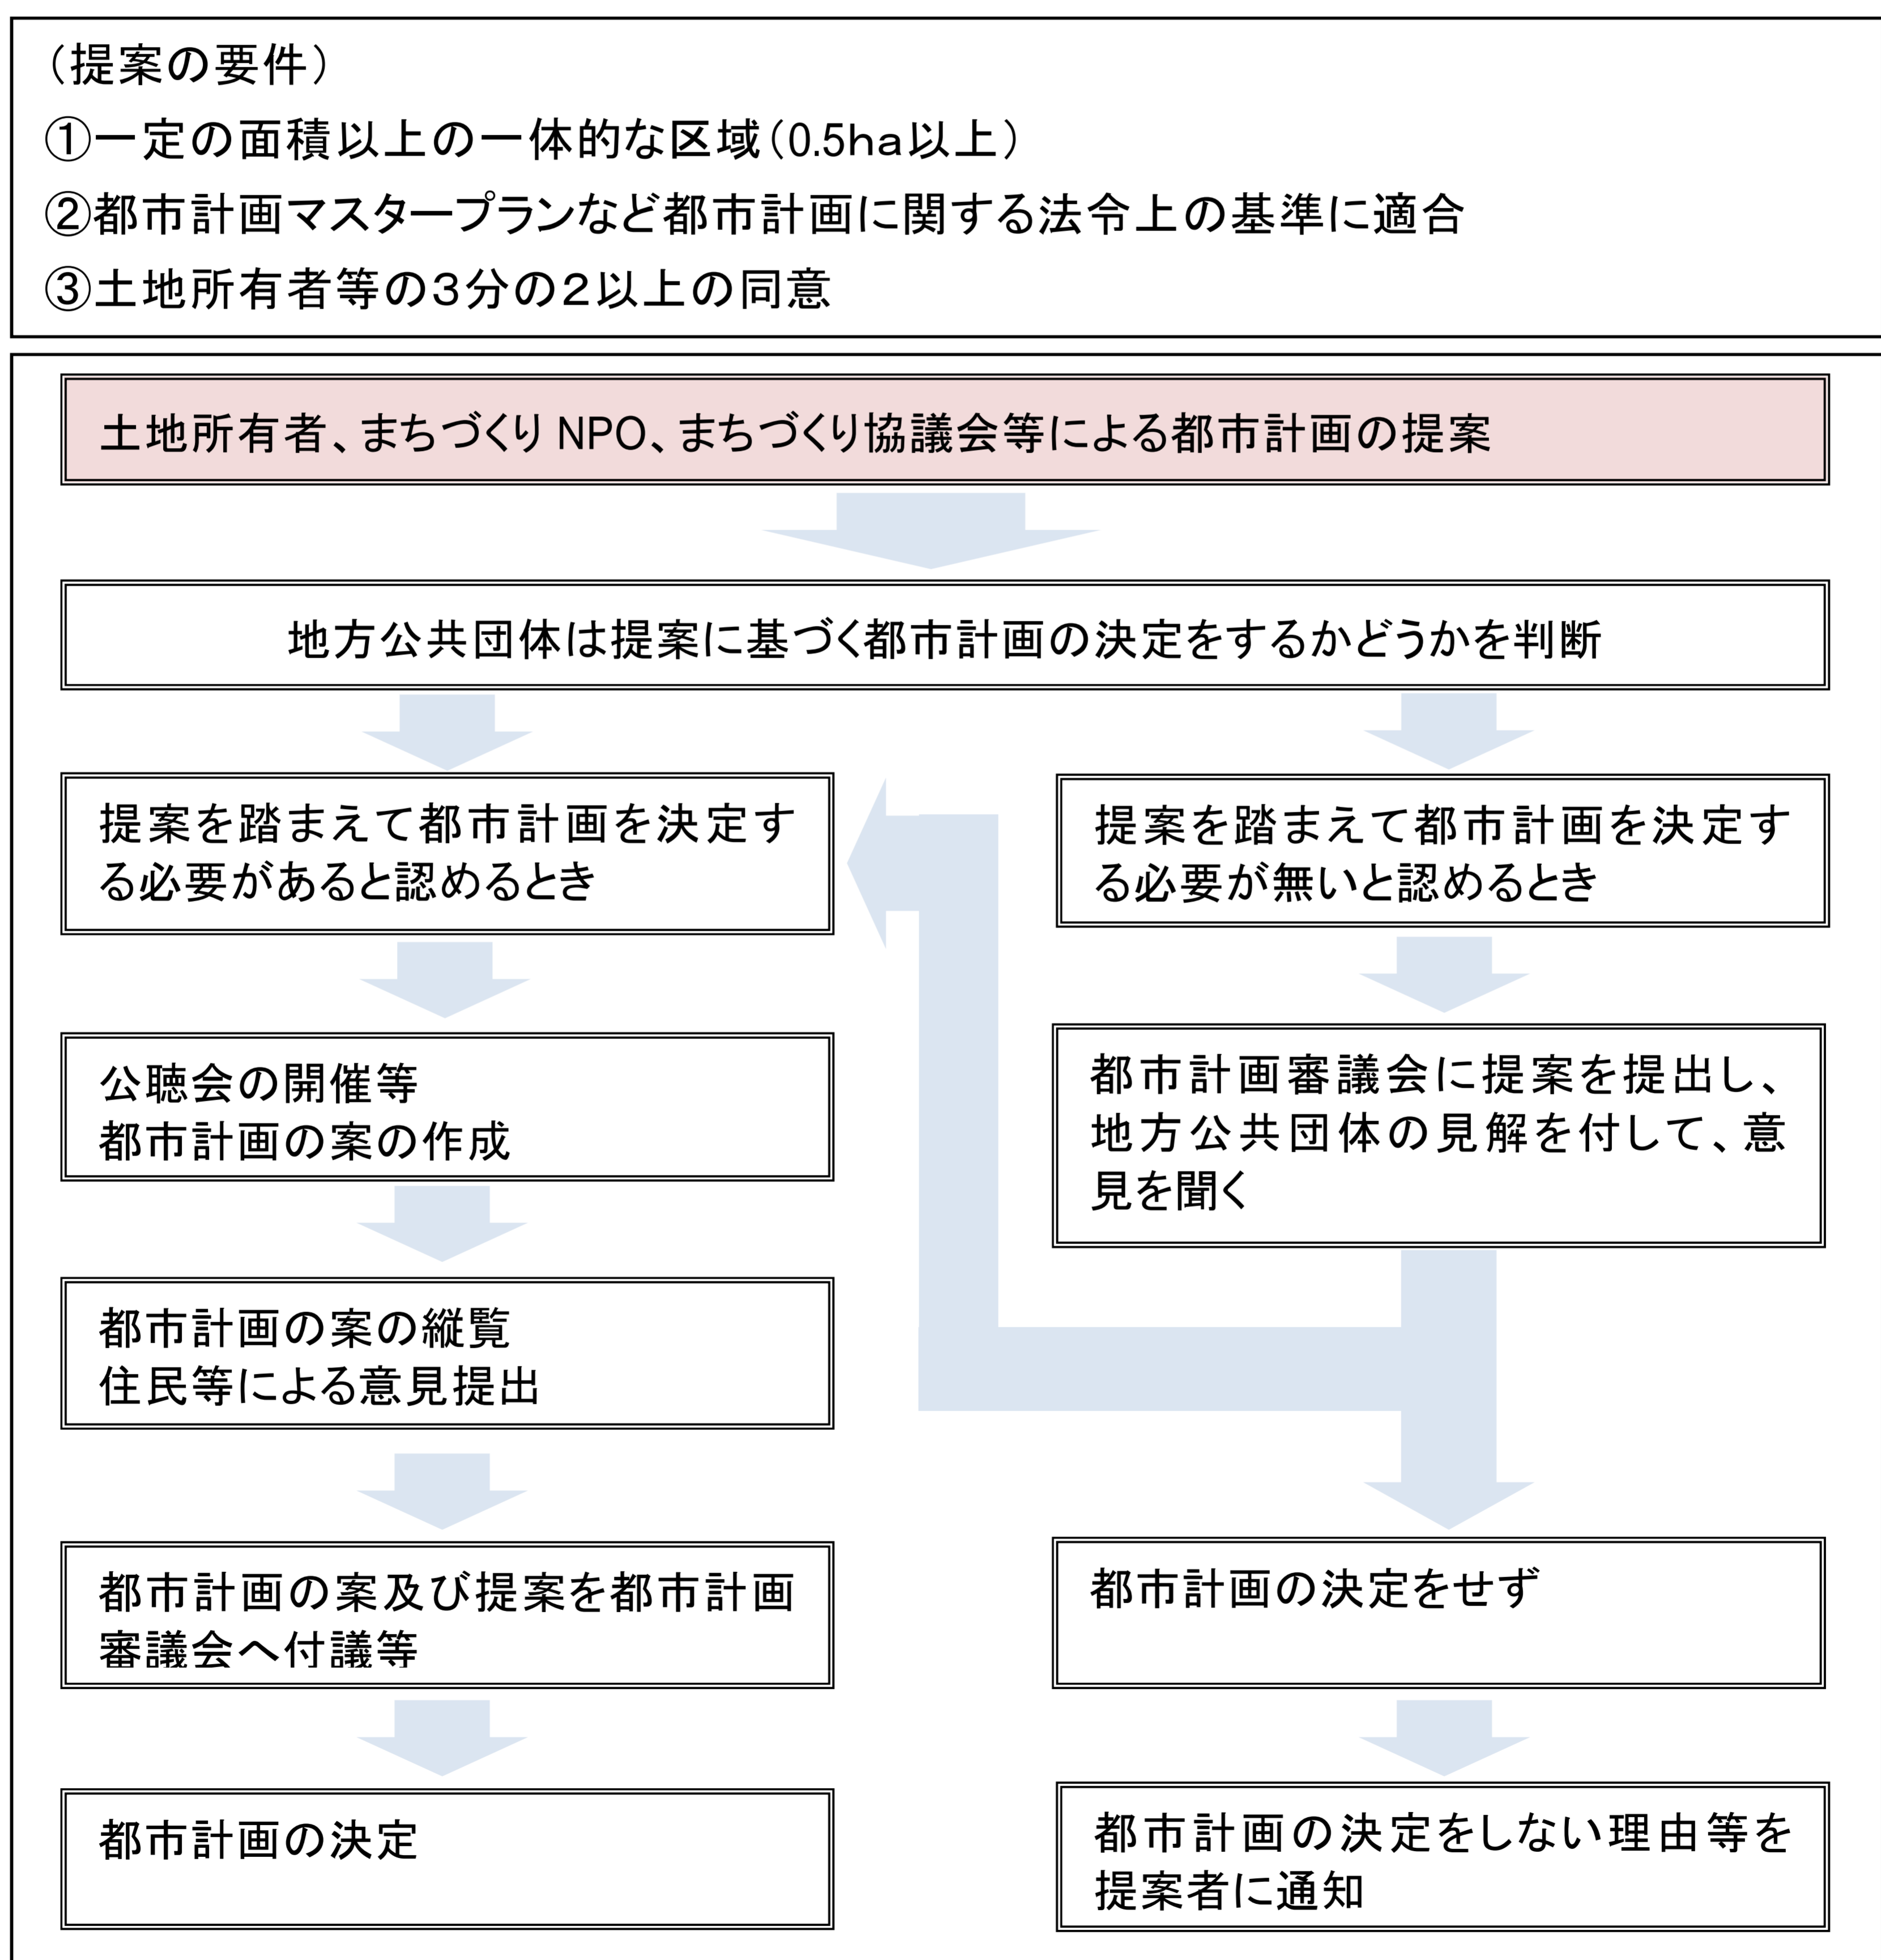 （提案の要件）
①一定の面積以上の一体的な区域（0.5ha以上）
②都市計画マスタープランなど都市計画に関する法令上の基準に適合
③土地所有者等の３分の２以上の同意
土地所有者、まちづくり NPO、まちづくり協議会等による都市計画の提案
地方公共団体は提案に基づく都市計画の決定をするかどうかを判断
提案を踏まえて都市計画を決定す
る必要があると認めるとき
公聴会の開催等
都市計画の案の作成
都市計画の案の縦覧
住民等による意見提出
都市計画の案及び提案を都市計画
審議会へ付議等
都市計画の決定
提案を踏まえて都市計画を決定す
る必要が無いと認めるとき
都市計画審議会に提案を提出し、
地方公共団体の見解を付して、意
見を聞く
都市計画の決定をせず
都市計画の決定をしない理由等を
提案者に通知